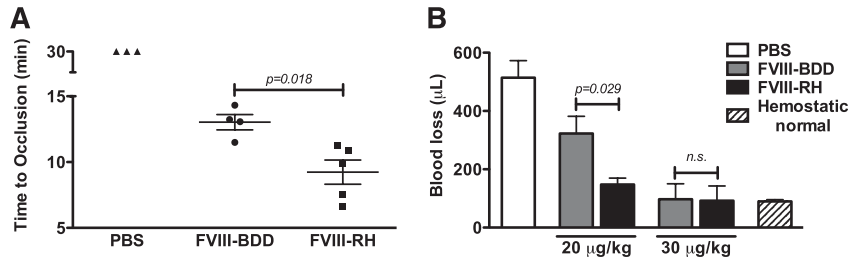 A
Time to Occlusion (min)
30
15
10
5
p=0.018
PBS
FVIII-BDD
FVIII-RH
B
Blood loss (μL)
600
400
200
0
p=0.029
n.s.
20 μg/kg
30 μg/kg
PBS
FVIII-BDD
FVIII-RH
Hemostatic
normal